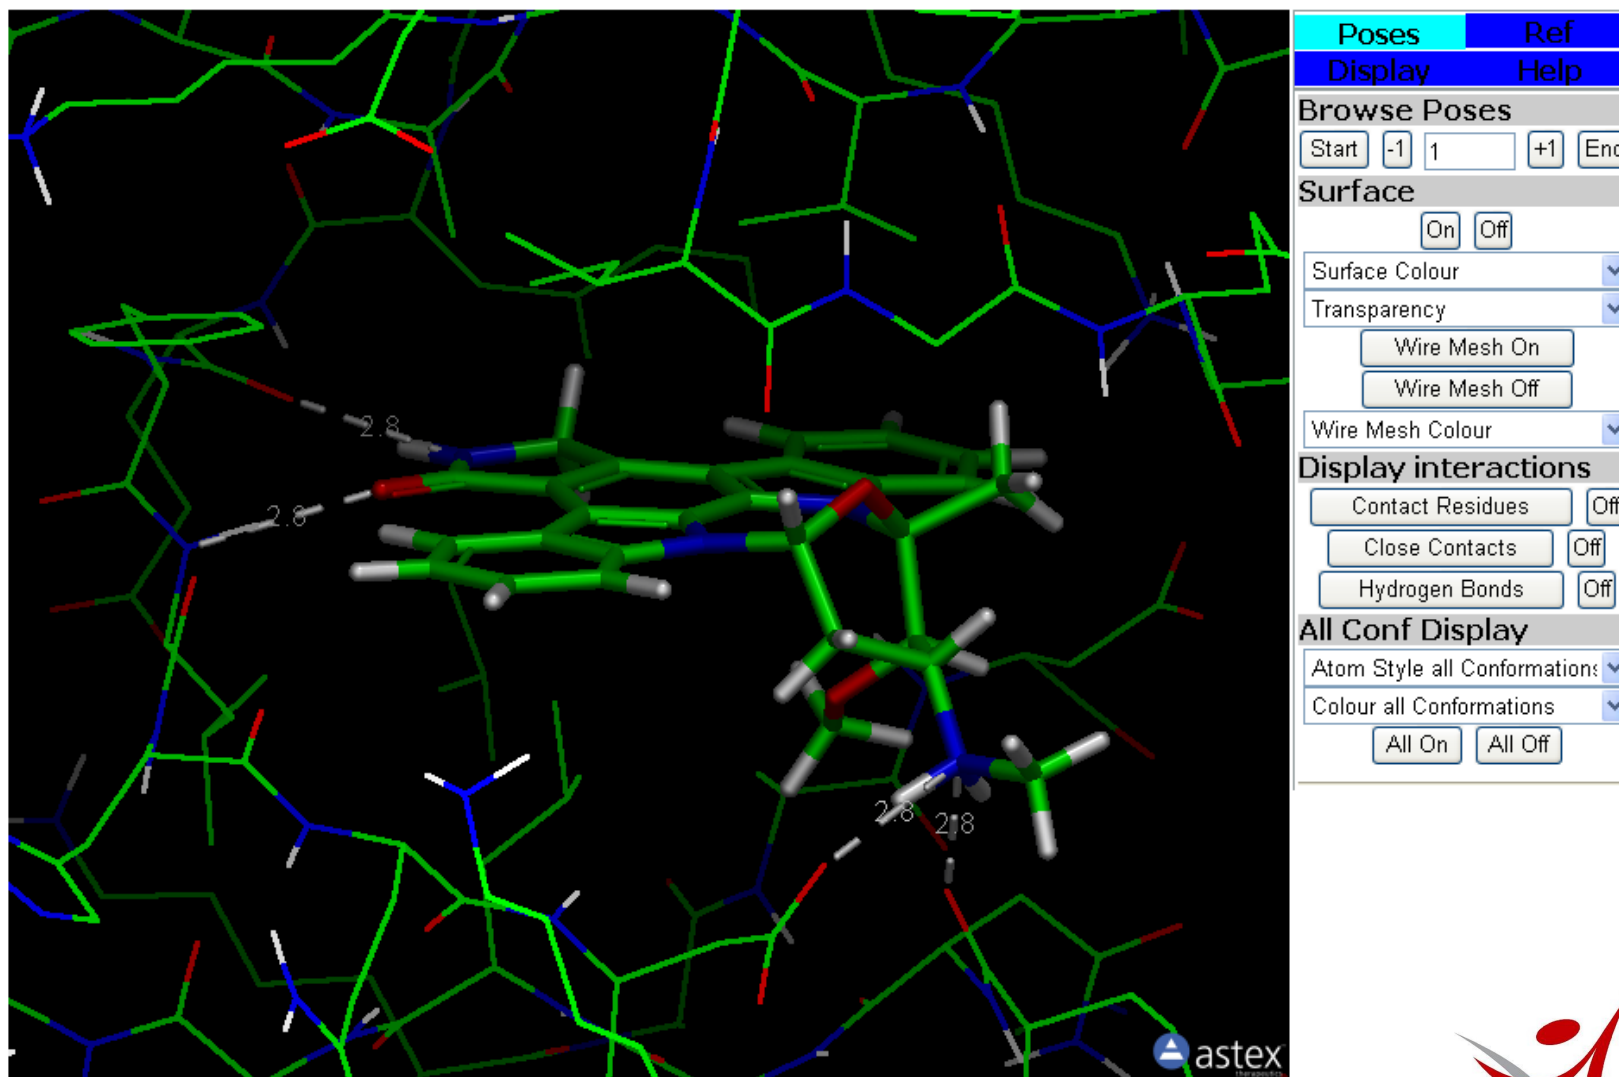 Poses Ref
Display Help
Browse Poses
Start -1 1 +1 End
Surface
On Off
Surface Colour
Transparency
Wire Mesh On
Wire Mesh Off
Wire Mesh Colour
Display interactions
Contact Residues Off
Close Contacts Off
Hydrogen Bonds Off
All Conf Display
Atom Style all Conformations
Colour all Conformations
All On All Off
2.8
2.8
2.8
2.8
astex
therapeutics